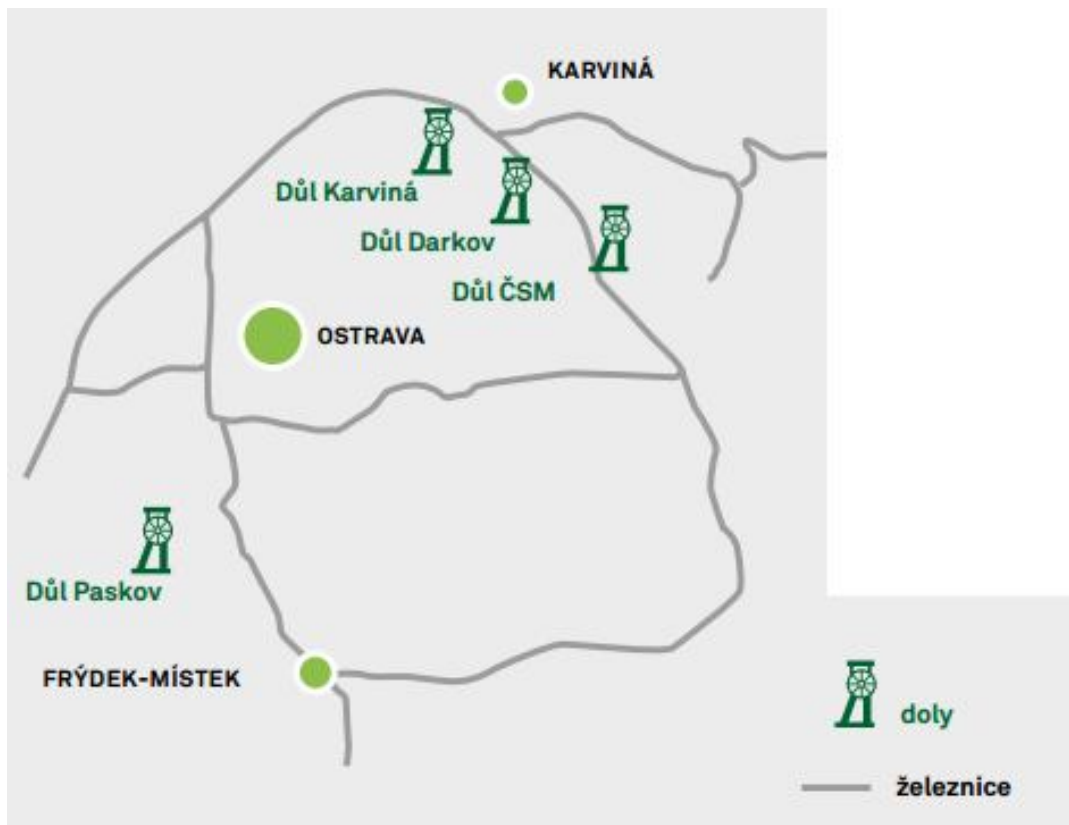 KARVINÁ
Důl Karviná
Důl Darkov
Důl ČSM
OSTRAVA
Důl Paskov
FRÝDEK-MÍSTEK
doly
železnice